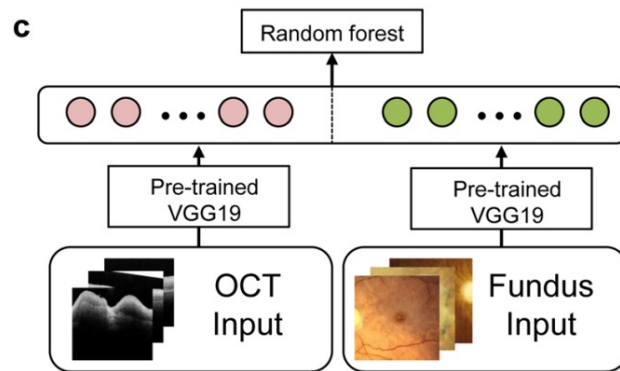 c
Random forest
Pre-trained
VGG19
Pre-trained
VGG19
OCT
Input
Fundus
Input